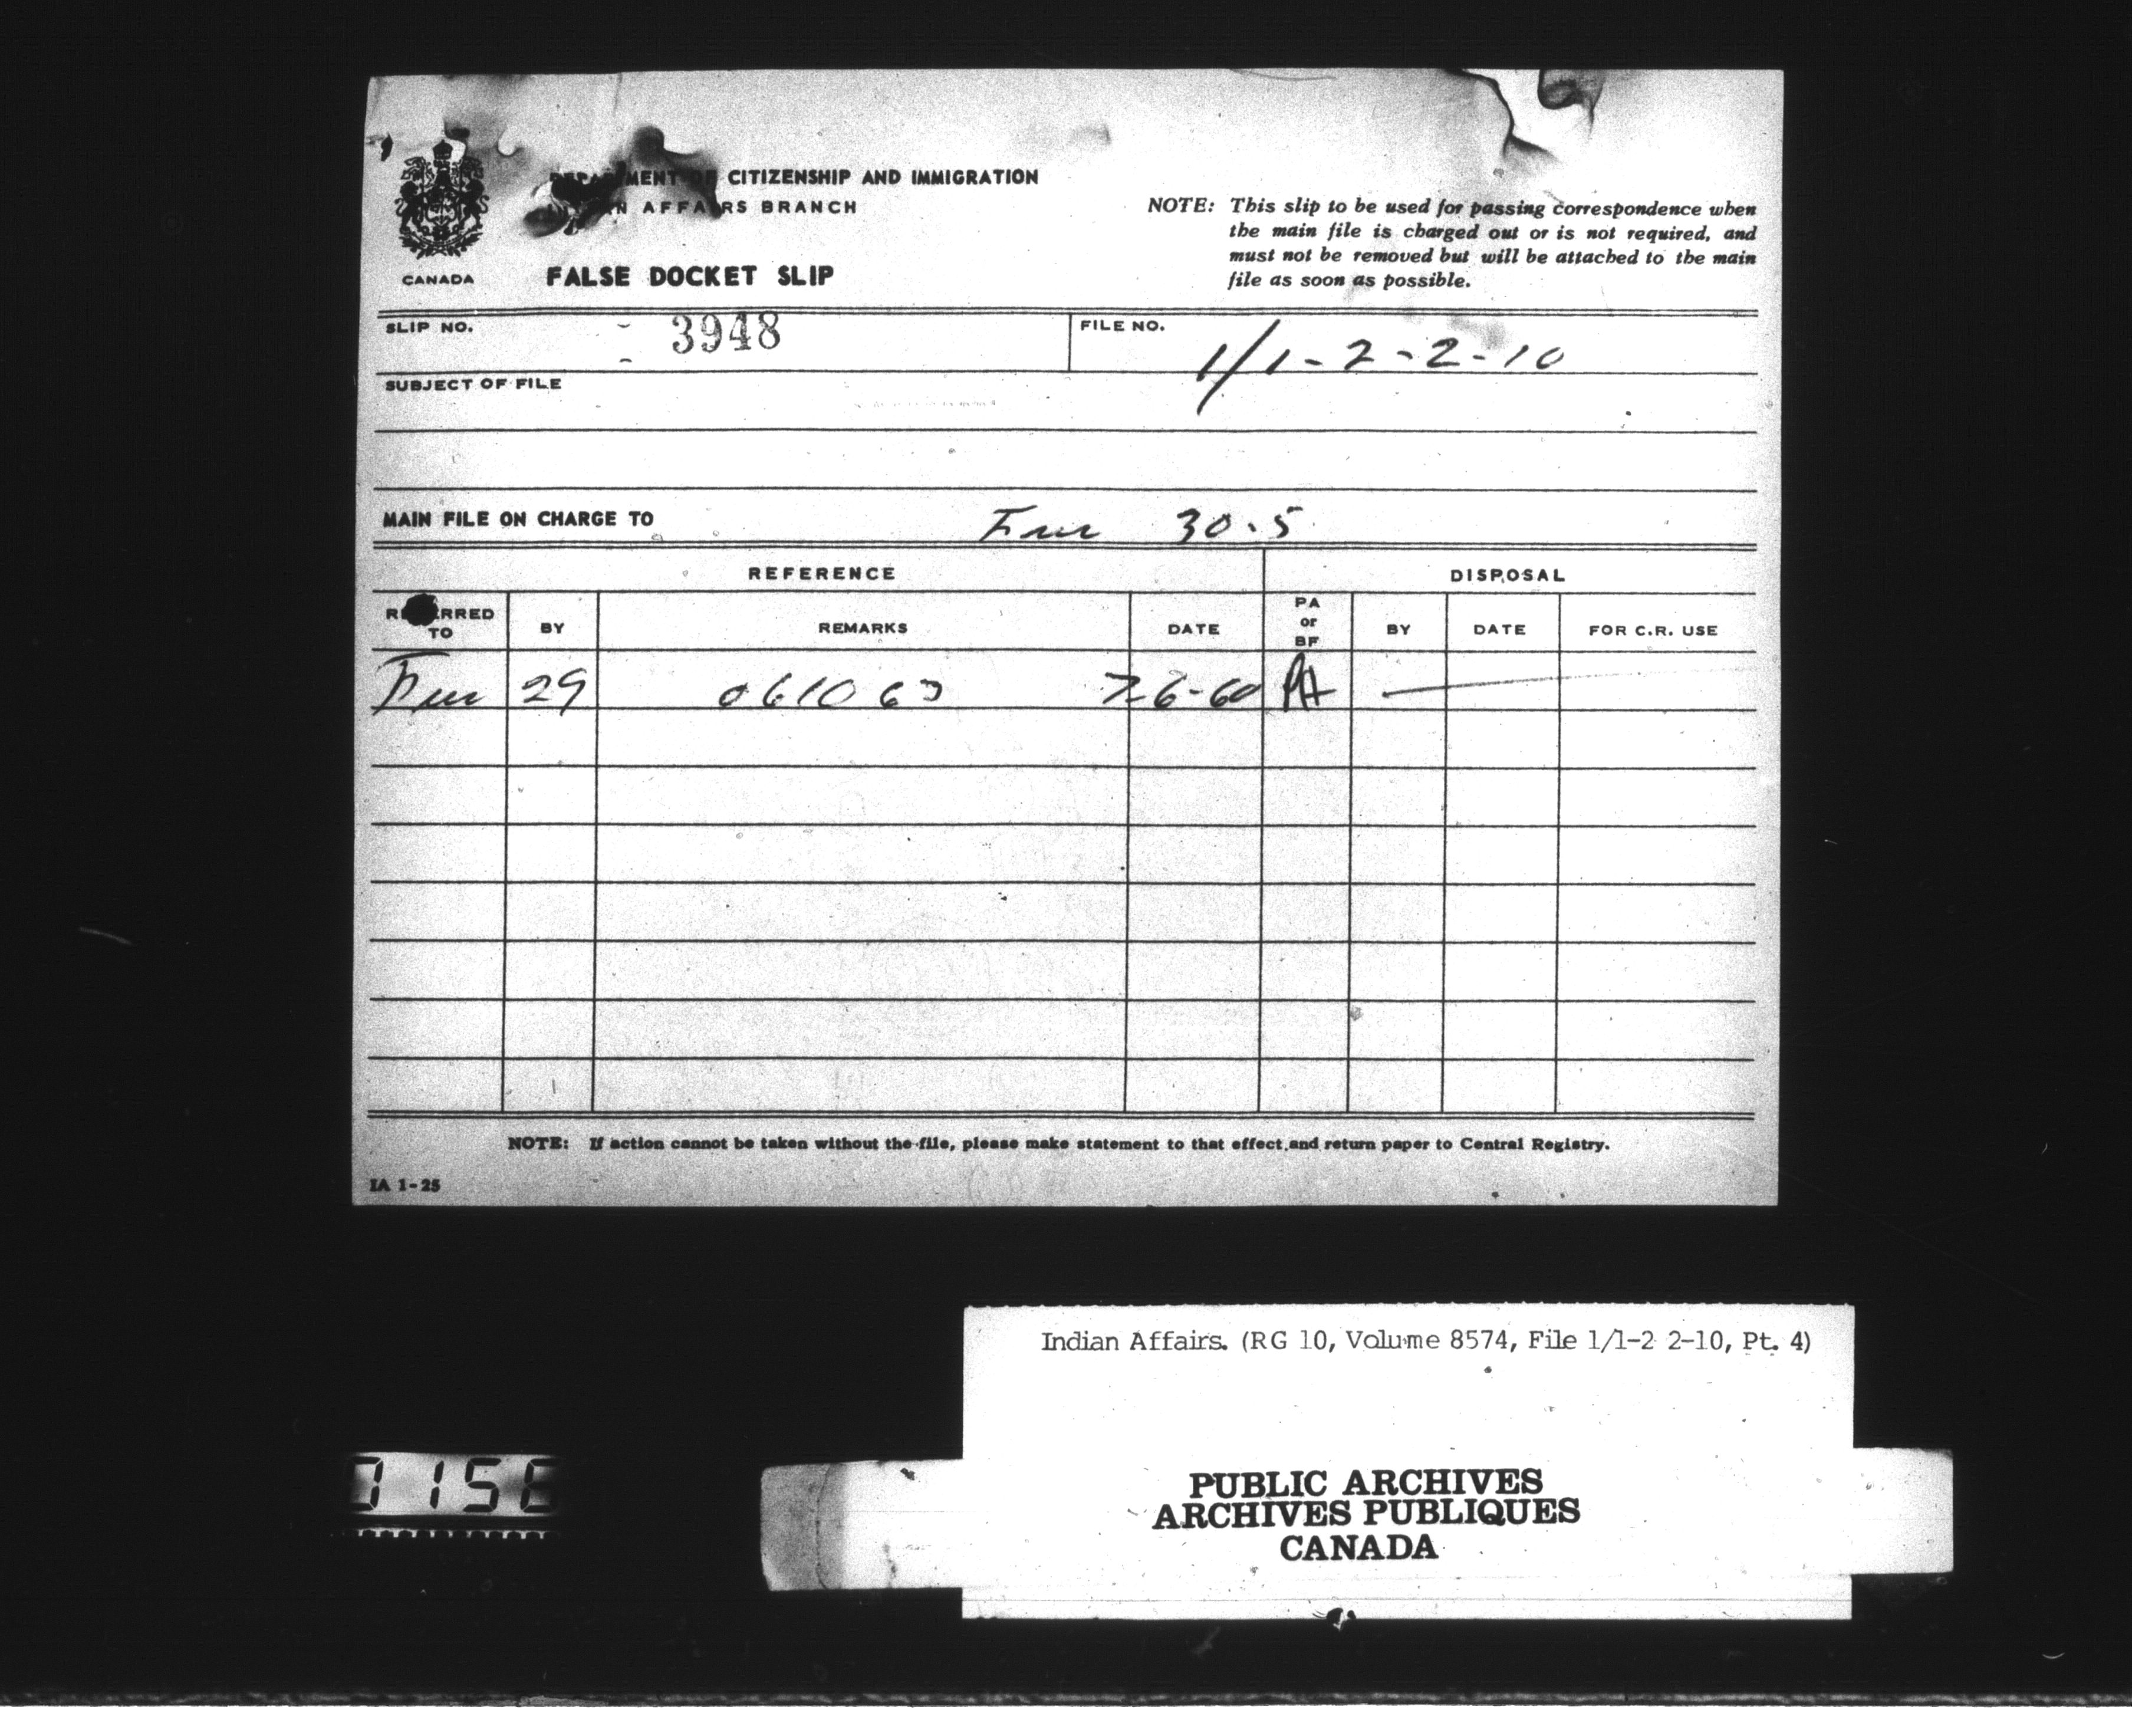 DEPARTMENT OF CITIZENSHIP AND IMMIGRATION
AFFAIRS BRANCH
CANADA
FALSE DOCKET SLIP
NOTE: This slip to be used for passing correspondence when
the main file is charged out or is not required, and
must not be removed but will be attached to the main
file as soon as possible.
SLIP NO. 3948 FILE NO. 1/1-2-2-10
SUBJECT OF FILE
MAIN FILE ON CHARGE TO 30.5
REFERENCE DISPOSAL
REFERRED TO BY REMARKS DATE PA or BF BY DATE FOR C.R. USE
29 061063 7-6-60 PA
NOTE: If action cannot be taken without the file, please make statement to that effect and return paper to Central Registry.
IA 1-25
Indian Affairs. (RG 10, Volume 8574, File 1/1-2 2-10, Pt. 4)
PUBLIC ARCHIVES
ARCHIVES PUBLIQUES
CANADA